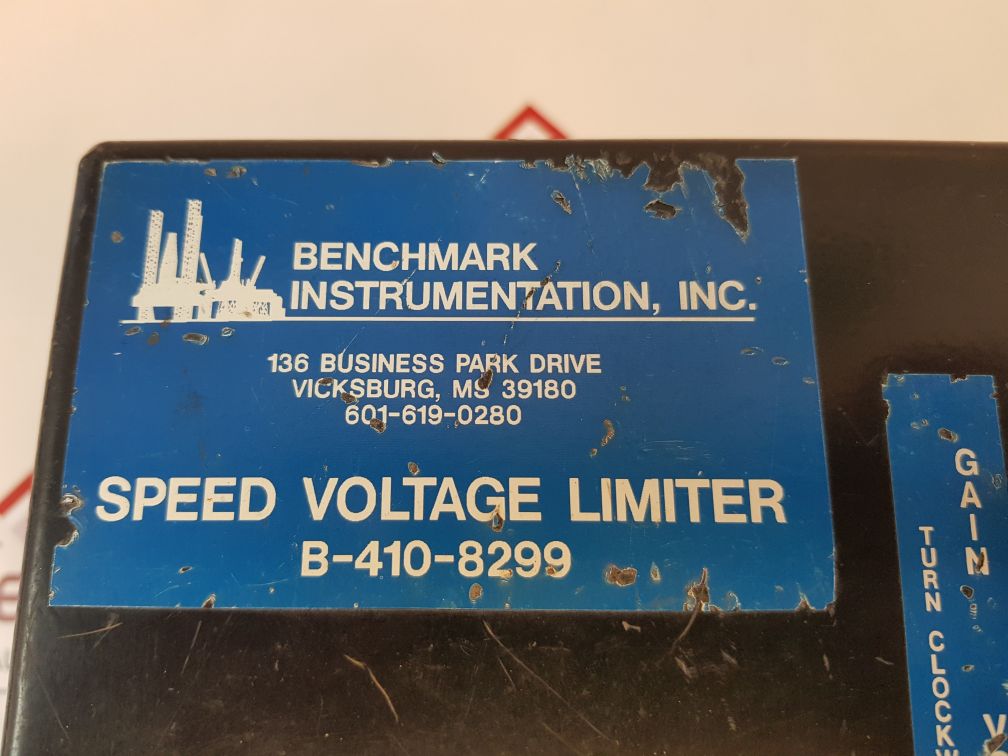 BENCHMARK
INSTRUMENTATION, INC.
136 BUSINESS PARK DRIVE
VICKSBURG, MS 39180
601-619-0280
SPEED VOLTAGE LIMITER
B-410-8299
GAIN
TURN